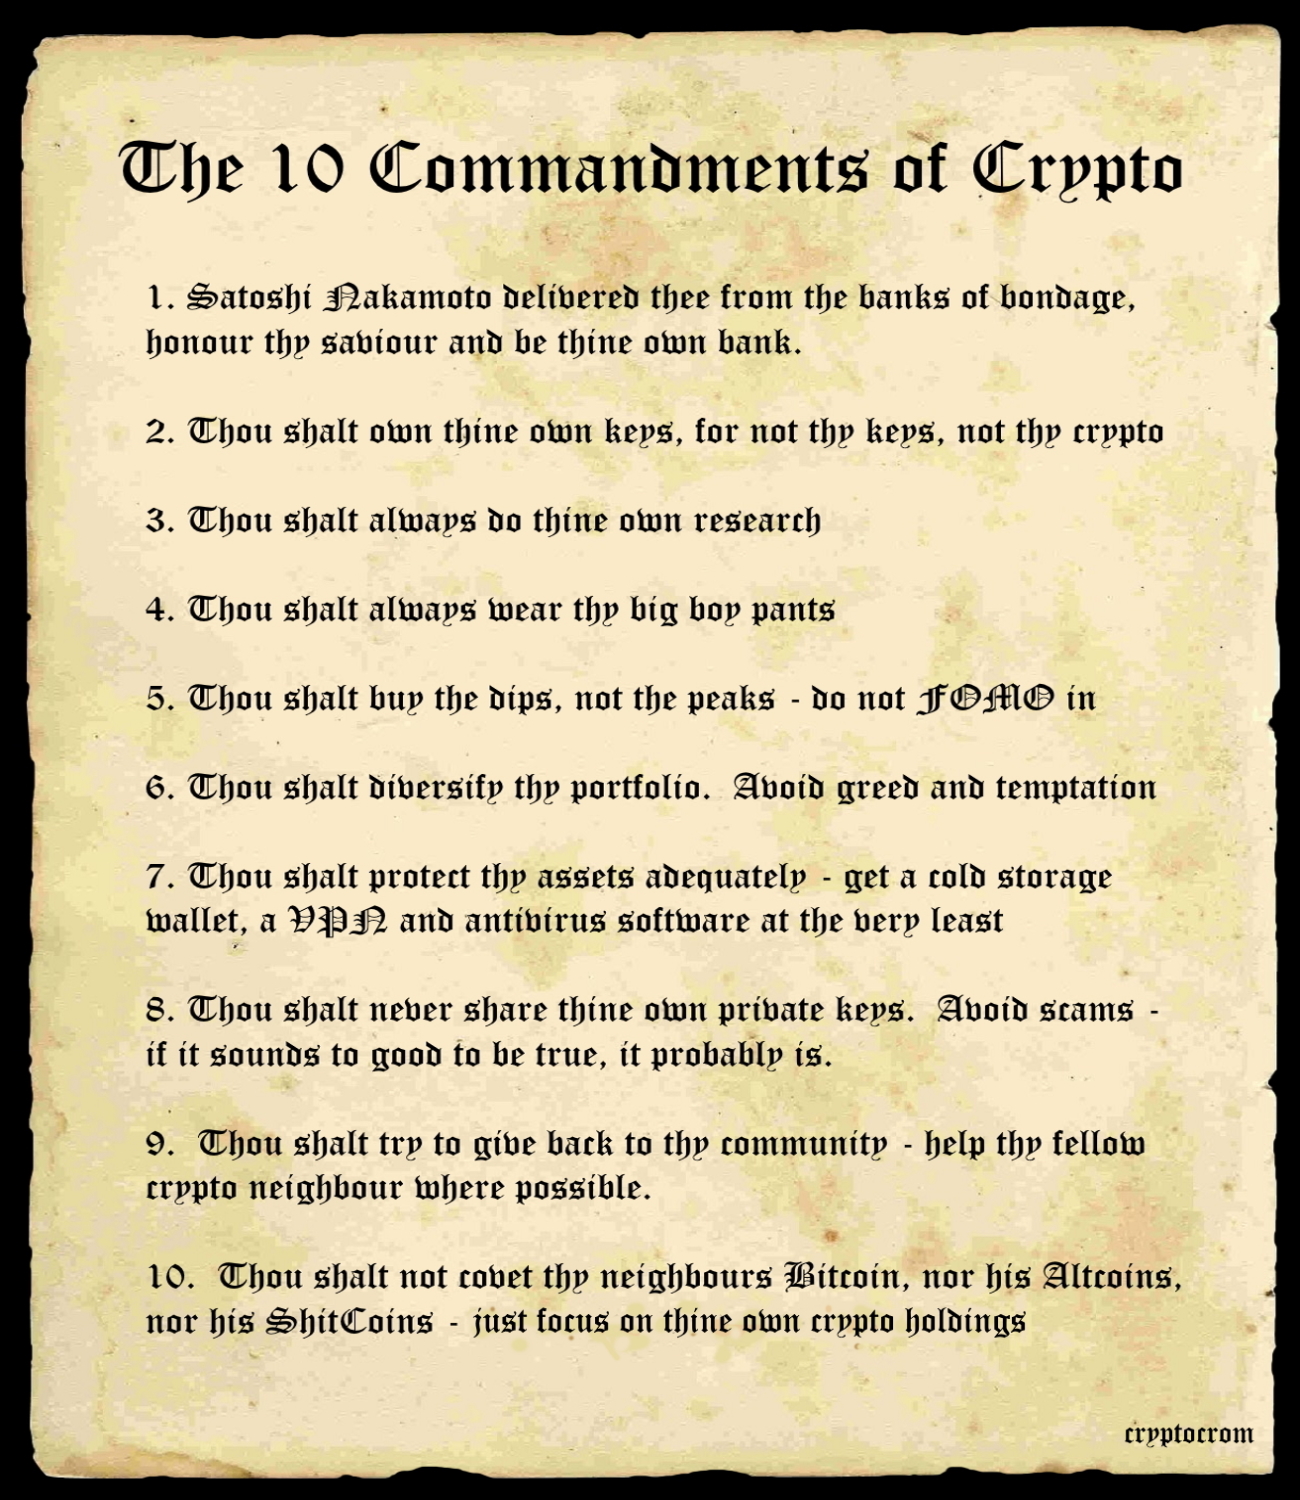 The 10 Commandments of Crypto
1. Satoshi Nakamoto delivered thee from the banks of bondage,
honour thy saviour and be thine own bank.
2. Thou shalt own thine own keys, for not thy keys, not thy crypto
3. Thou shalt always do thine own research
4. Thou shalt always wear thy big boy pants
5. Thou shalt buy the dips, not the peaks - do not FOMO in
6. Thou shalt diversify thy portfolio.  Avoid greed and temptation
7. Thou shalt protect thy assets adequately - get a cold storage
wallet, a VPN and antivirus software at the very least
8. Thou shalt never share thine own private keys.  Avoid scams -
if it sounds to good to be true, it probably is.
9.  Thou shalt try to give back to thy community - help thy fellow
crypto neighbour where possible.
10.  Thou shalt not covet thy neighbours Bitcoin, nor his Altcoins,
nor his ShitCoins - just focus on thine own crypto holdings
cryptocrom